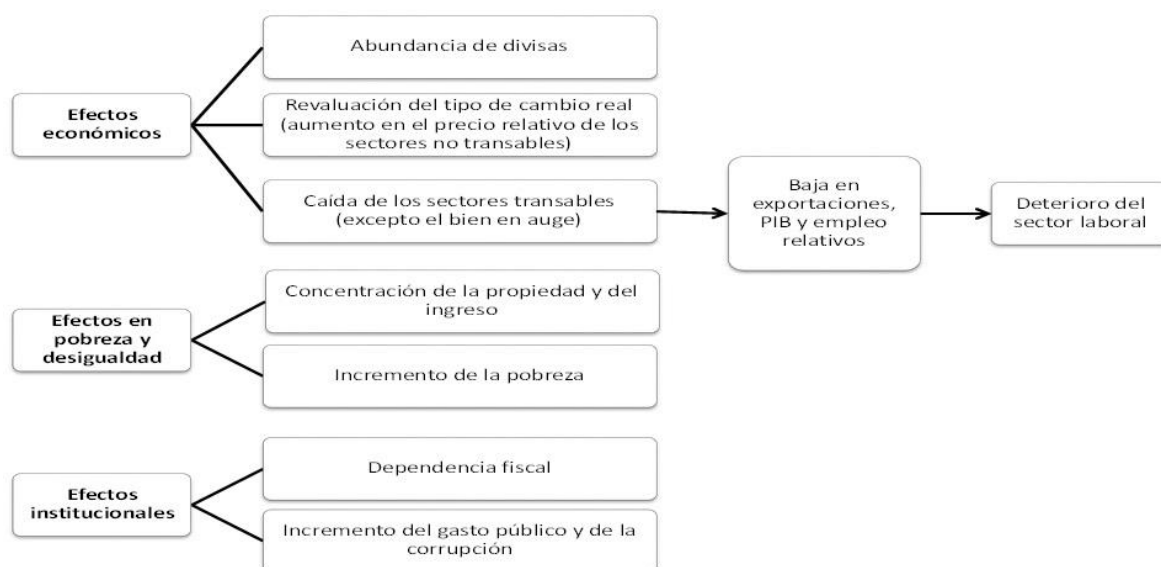 Efectos
económicos
Abundancia de divisas
Revaluación del tipo de cambio real
(aumento en el precio relativo de los
sectores no transables)
Caída de los sectores transables
(excepto el bien en auge)
Baja en
exportaciones,
PIB y empleo
relativos
Deterioro del
sector laboral
Efectos en
pobreza y
desigualdad
Concentración de la propiedad y del
ingreso
Incremento de la pobreza
Efectos
institucionales
Dependencia fiscal
Incremento del gasto público y de la
corrupción